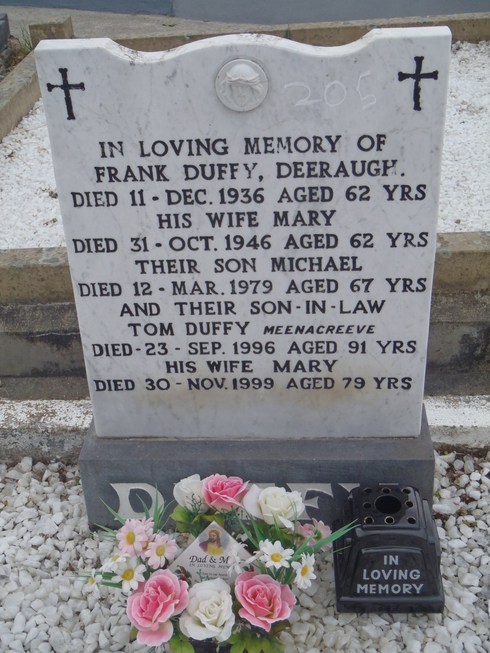 205
IN LOVING MEMORY OF
FRANK DUFFY, DEERAUGH.
DIED 11 - DEC. 1936 AGED 62 YRS
HIS WIFE MARY
DIED 31 - OCT. 1946 AGED 62 YRS
THEIR SON MICHAEL
DIED 12 - MAR. 1979 AGED 67 YRS
AND THEIR SON-IN-LAW
TOM DUFFY MEENACREEVE
DIED-23 - SEP. 1996 AGED 91 YRS
HIS WIFE MARY
DIED 30 - NOV. 1999 AGED 79 YRS
Dad &
IN LOVING
IN
LOVING
MEMORY